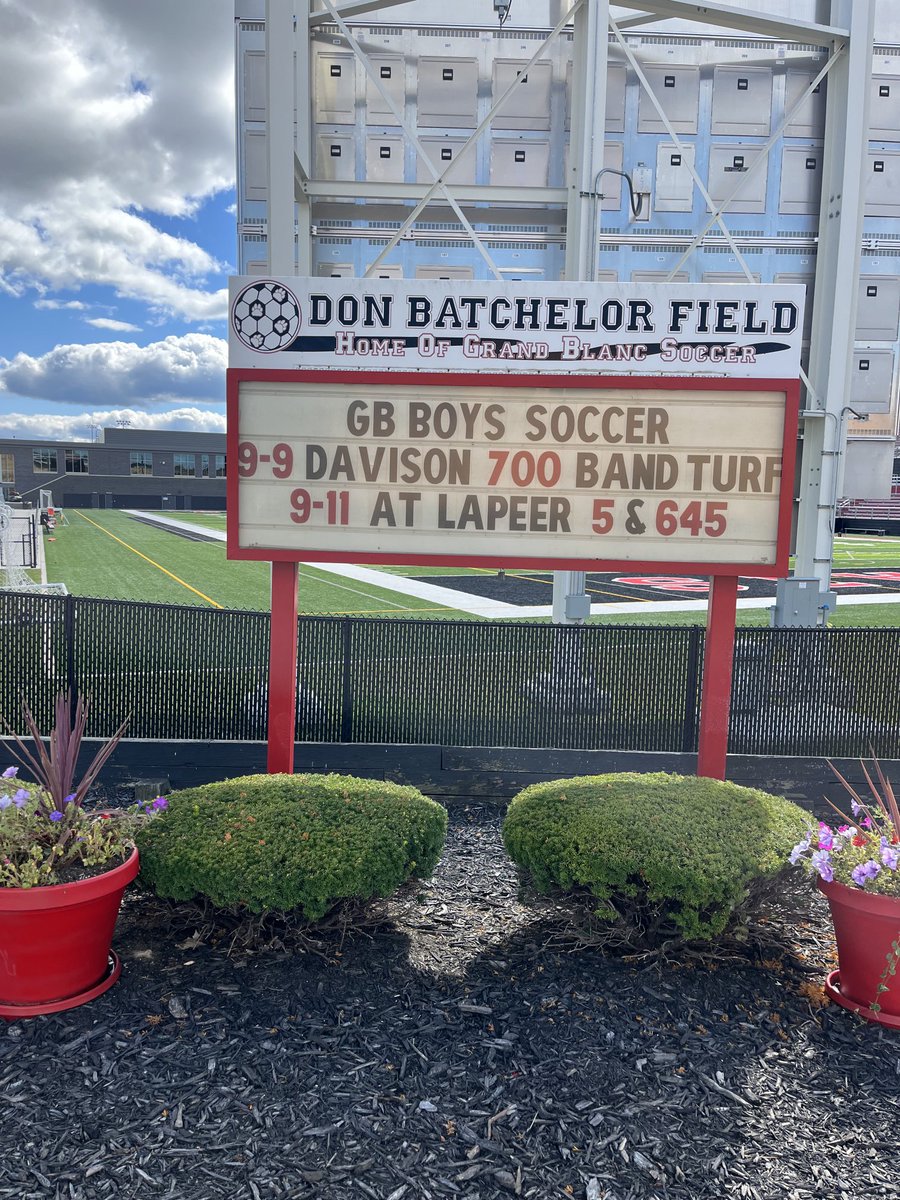 DON BATCHELOR FIELD
HOME OF GRAND BLANC SOCCER
GB BOYS SOCCER
9-9 DAVISON 700 BAND TURF
9-11 AT LAPEER 5 & 645